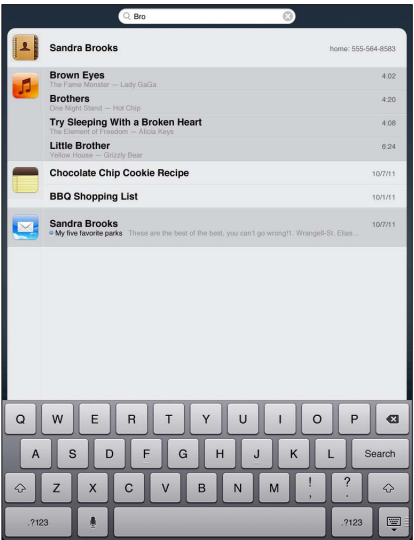 Bro
Sandra Brooks home: 555-564-8583
Brown Eyes 4:02
The Fame Monster — Lady GaGa
Brothers 4:20
One Night Stand — Hot Chip
Try Sleeping With a Broken Heart 4:08
The Element of Freedom — Alicia Keys
Little Brother 6:24
Yellow House — Grizzly Bear
Chocolate Chip Cookie Recipe 10/7/11
BBQ Shopping List 10/1/11
Sandra Brooks 10/7/11
My five favorite parks These are the best of the best, you can't go wrong!1. Wrangell-St. Elias...
Q W E R T Y U I O P
A S D F G H J K L Search
Z X C V B N M ! , ? .
.?123 .?123